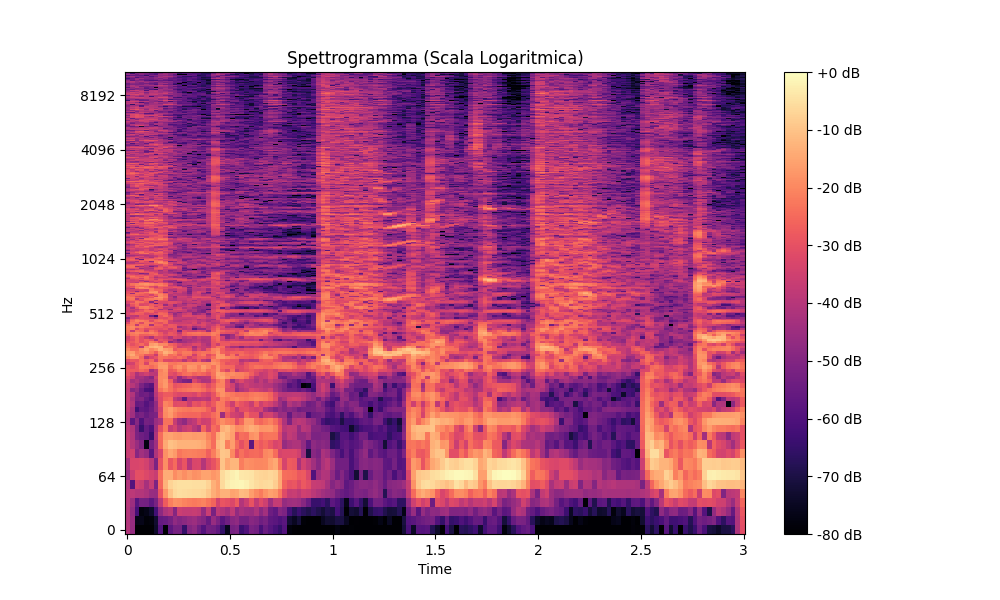 Spettrogramma (Scala Logaritmica)
Hz
8192
4096
2048
1024
512
256
128
64
0
0
0.5
1
1.5
2
2.5
3
Time
+0 dB
-10 dB
-20 dB
-30 dB
-40 dB
-50 dB
-60 dB
-70 dB
-80 dB